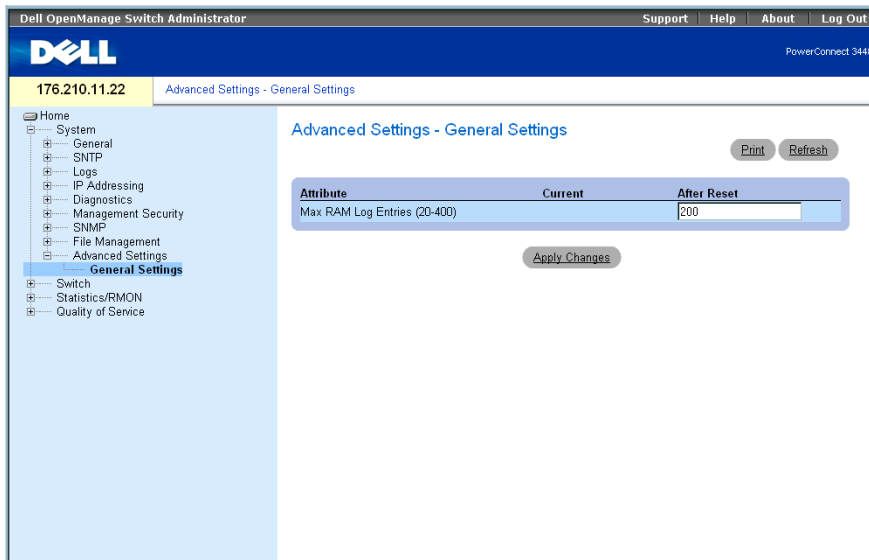 Dell OpenManage Switch Administrator
Support | Help | About | Log Out
DELL
PowerConnect 3448
176.210.11.22
Advanced Settings - General Settings
Home
System
General
SNTP
Logs
IP Addressing
Diagnostics
Management Security
SNMP
File Management
Advanced Settings
General Settings
Switch
Statistics/RMON
Quality of Service
Advanced Settings - General Settings
Print Refresh
Attribute Current After Reset
Max RAM Log Entries (20-400) 200
Apply Changes